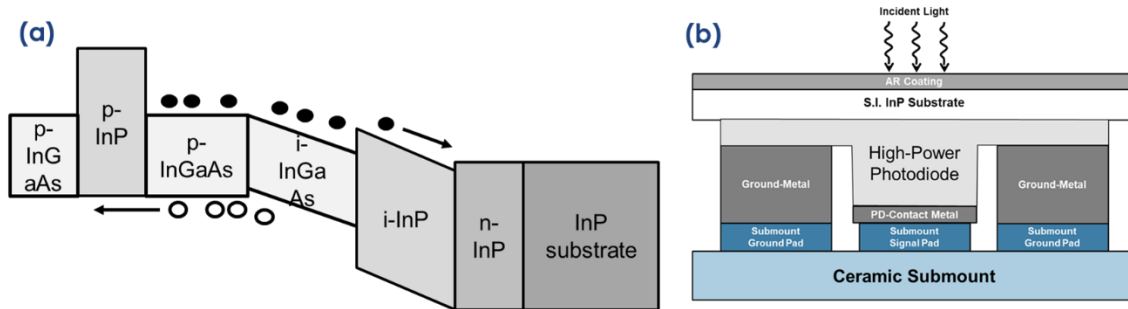 (a)
p-
InG
aAs
p-
InP
p-
InGaAs
i-
InGa
As
i-InP
n-
InP
InP
substrate
(b)
Incident Light
AR Coating
S.I. InP Substrate
High-Power
Photodiode
Ground-Metal
Ground-Metal
PD-Contact Metal
Submount
Ground Pad
Submount
Signal Pad
Submount
Ground Pad
Ceramic Submount